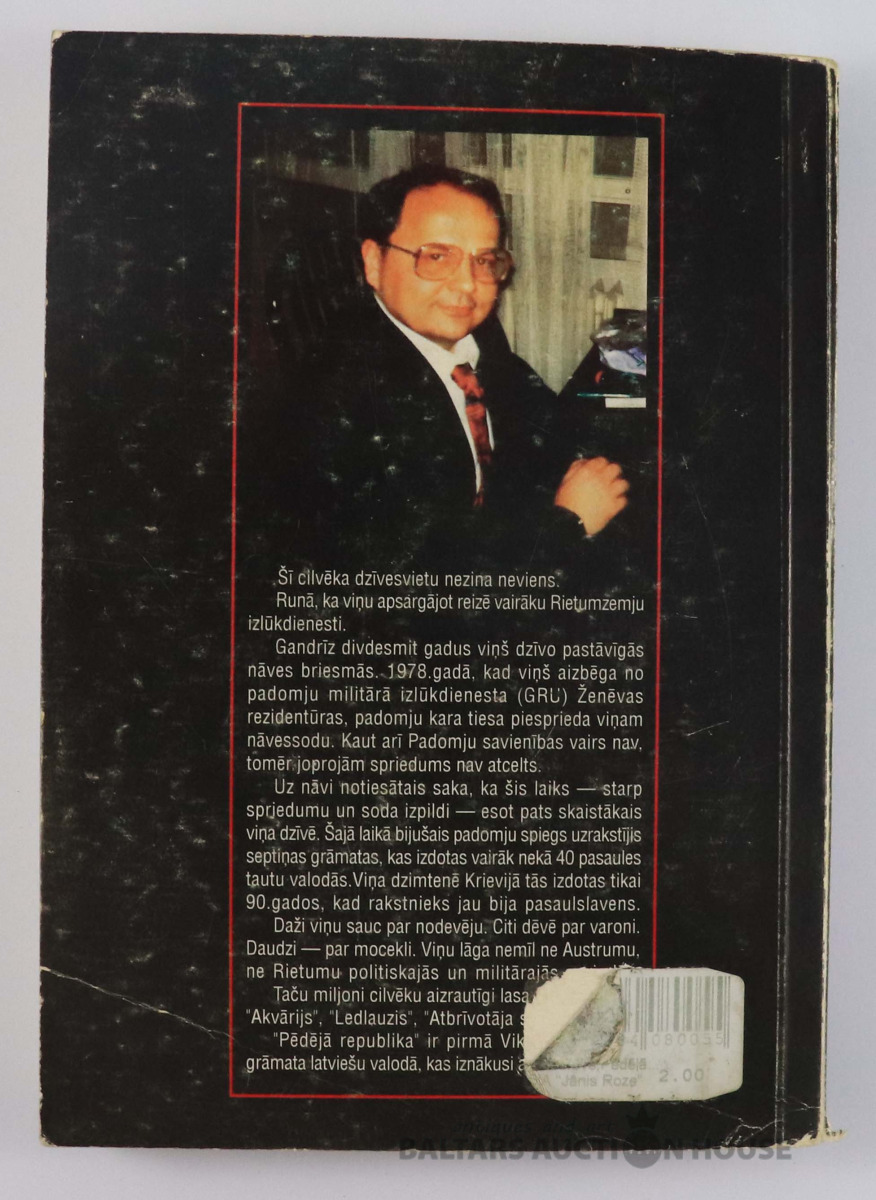 Šī cilvēka dzīvesvietu nezina neviens.
Runā, ka viņu apsargājot reizē vairāku Rietumzemju
izlūkdienesti.
Gandrīz divdesmit gadus viņš dzīvo pastāvīgās
nāves briesmās. 1978.gadā, kad viņš aizbēga no
padomju militārā izlūkdienesta (GRU) Ženēvas
rezidentūras, padomju kara tiesa piesprieda viņam
nāvessodu. Kaut arī Padomju savienības vairs nav,
tomēr joprojām spriedums nav atcelts.
Uz nāvi notiesātais saka, ka šis laiks — starp
spriedumu un soda izpildi — esot pats skaistākais
viņa dzīvē. Šajā laikā bijušais padomju spiegs uzrakstījis
septiņas grāmatas, kas izdotas vairāk nekā 40 pasaules
tautu valodās.Viņa dzimtenē Krievijā tās izdotas tikai
90.gados, kad rakstnieks jau bija pasaulslavens.
Daži viņu sauc par nodevēju. Citi dēvē par varoni.
Daudzi — par mocekli. Viņu lāga nemīl ne Austrumu,
ne Rietumu politiskajās un militārajās
Taču miljoni cilvēku aizrautīgi lasa
"Akvārijs", "Ledlauzis", "Atbrīvotāja s
"Pēdējā republika" ir pirmā Vik
grāmata latviešu valodā, kas iznākusi
"Jānis Roze" 2.00
BALTARS AUCTION HOUSE